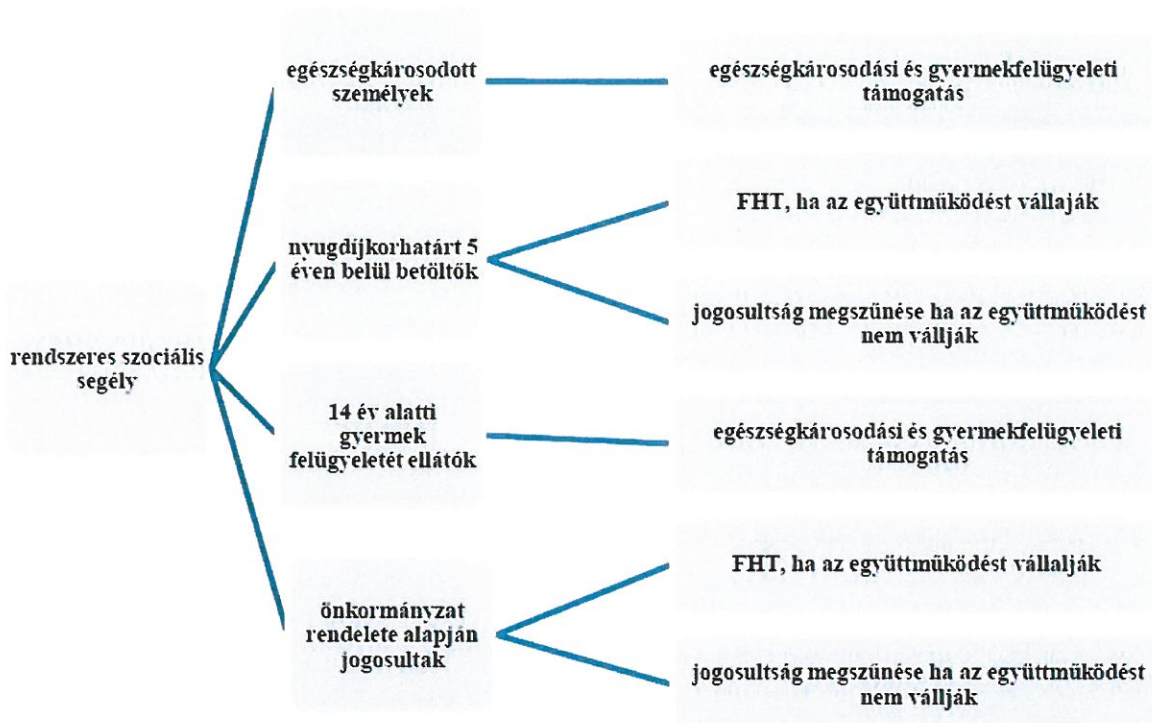 rendszeres szociális
segély
egészségkárosodott
személyek
egészségkárosodási és gyermekfelügyeleti
támogatás
nyugdíjkorhatárt 5
éven belül betöltők
FHT, ha az együttműködést vállaják
jogosultság megszűnése ha az együttműködést
nem vállják
14 év alatti
gyermek
felügyeletét ellátók
egészségkárosodási és gyermekfelügyeleti
támogatás
önkormányzat
rendelete alapján
jogosultak
FHT, ha az együttműködést vállalják
jogosultság megszűnése ha az együttműködést
nem vállják